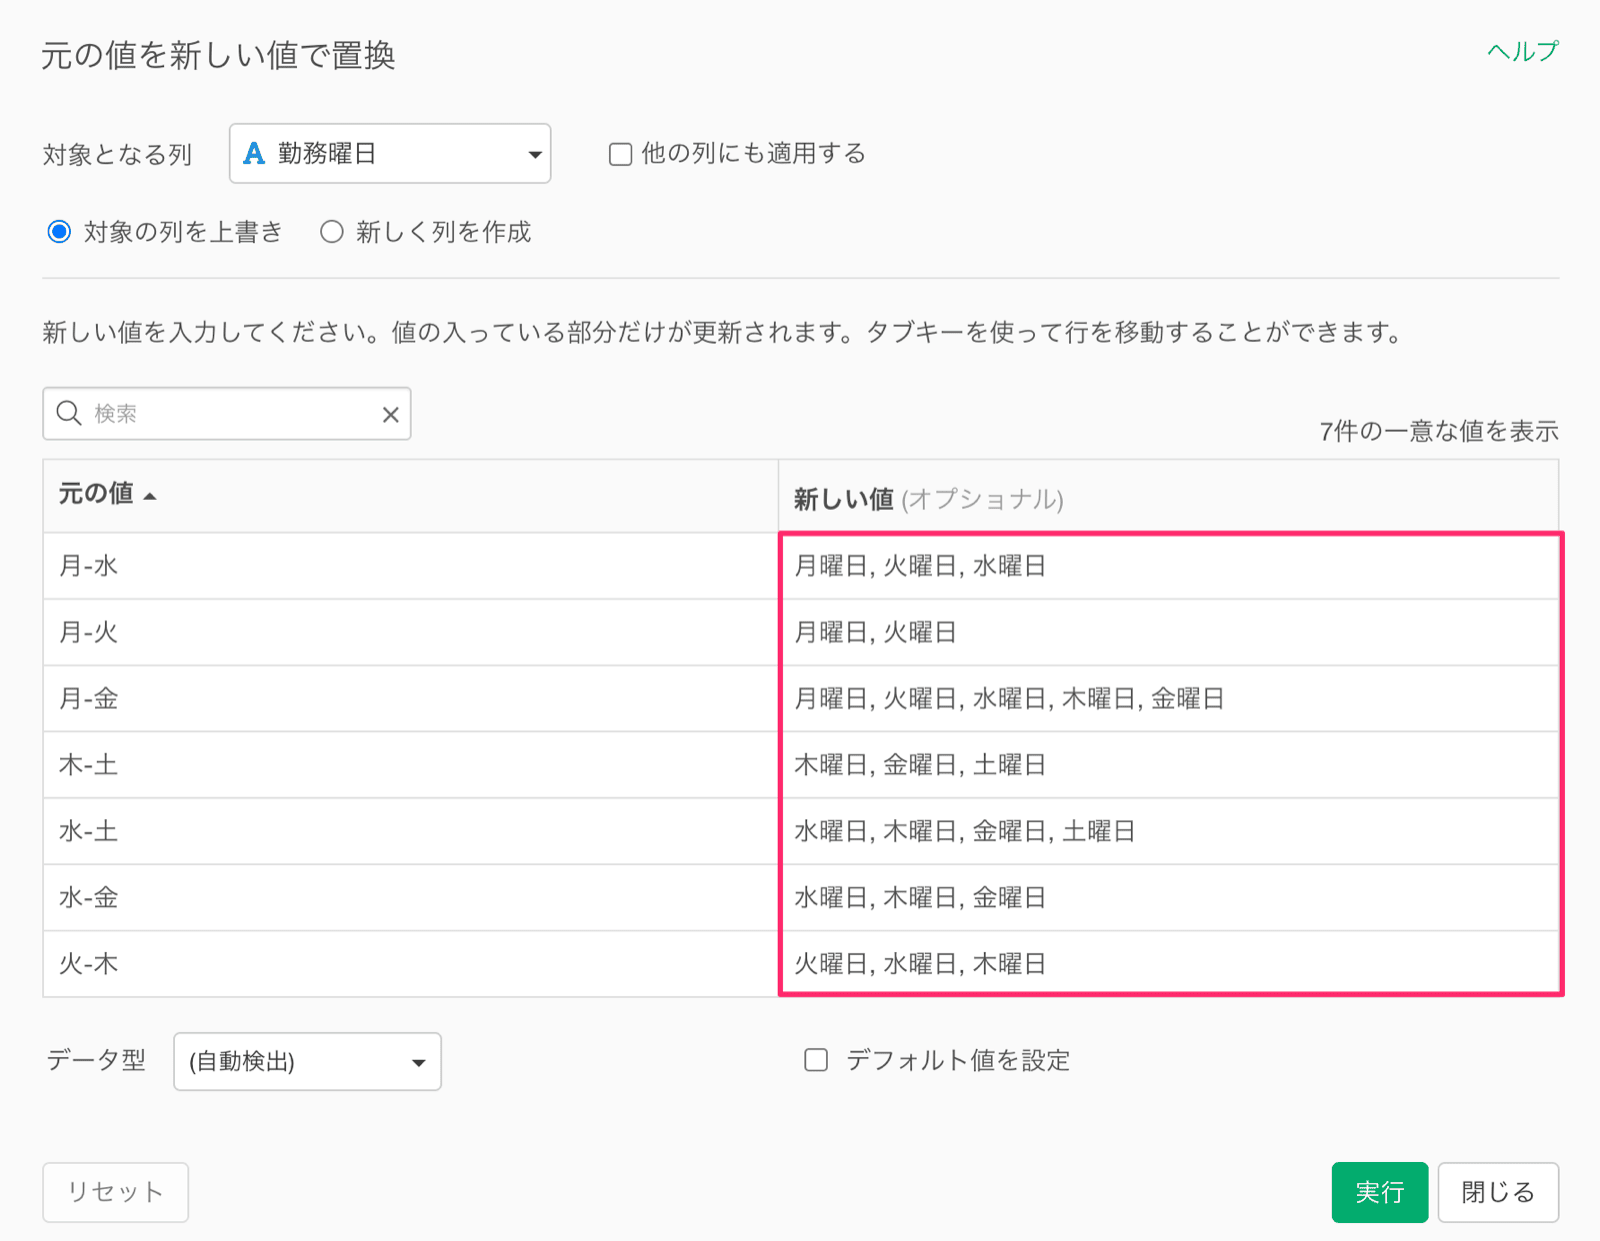 元の値を新しい値で置換
ヘルプ
対象となる列 A 勤務曜日 他の列にも適用する
対象の列を上書き 新しく列を作成
新しい値を入力してください。値の入っている部分だけが更新されます。タブキーを使って行を移動することができます。
検索
7件の一意な値を表示
元の値 新しい値 (オプショナル)
月-水 月曜日, 火曜日, 水曜日
月-火 月曜日, 火曜日
月-金 月曜日, 火曜日, 水曜日, 木曜日, 金曜日
木-土 木曜日, 金曜日, 土曜日
水-土 水曜日, 木曜日, 金曜日, 土曜日
水-金 水曜日, 木曜日, 金曜日
火-木 火曜日, 水曜日, 木曜日
データ型 (自動検出) デフォルト値を設定
リセット 実行 閉じる